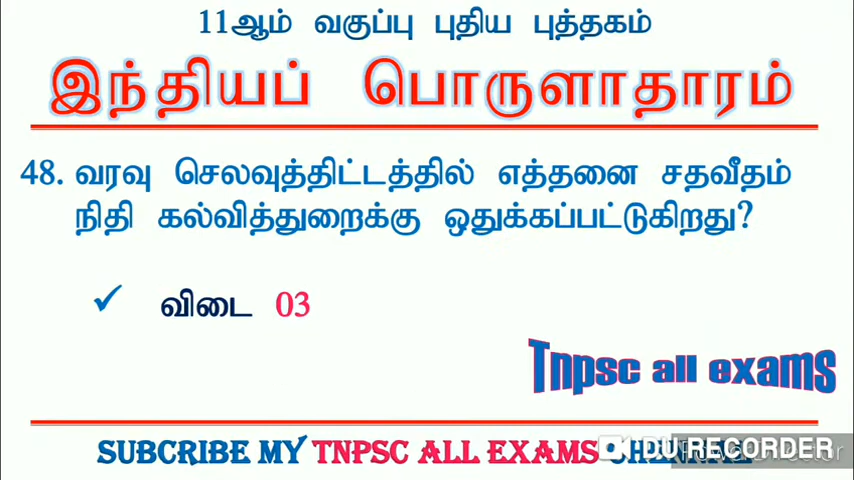 11ஆம் வகுப்பு புதிய புத்தகம்
இந்தியப் பொருளாதாரம்
48. வரவு செலவுத்திட்டத்தில் எத்தனை சதவீதம்
நிதி கல்வித்துறைக்கு ஒதுக்கப்பட்டுகிறது?
✓ விடை 03
Tnpsc all exams
SUBCRIBE MY TNPSC ALL EXAMS
DU RECORDER